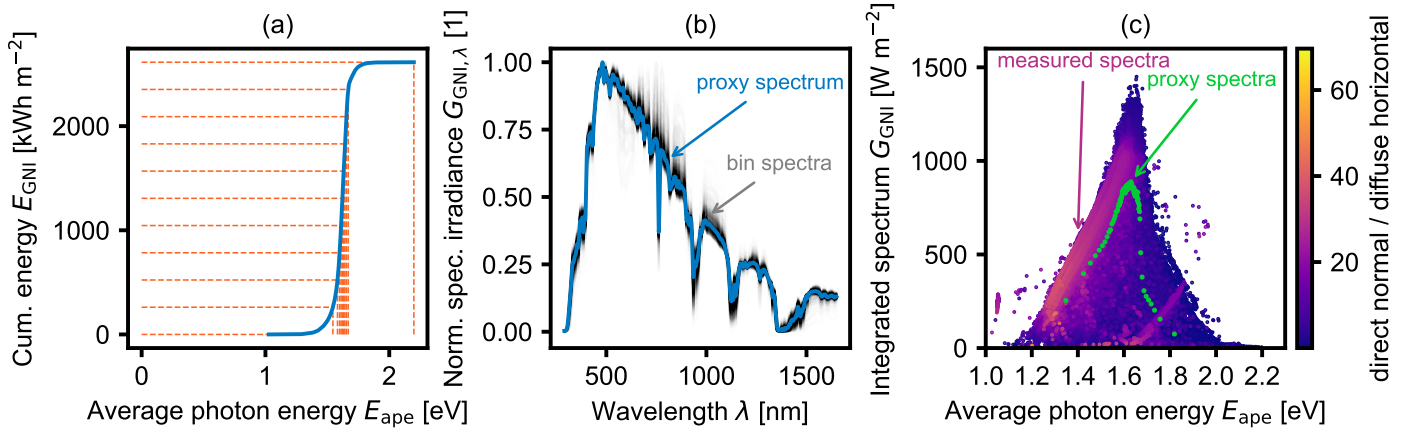 (a)
Cum. energy E_GNI [kWh m⁻²]
2000
1000
0
0 1 2
Average photon energy E_ape [eV]
(b)
Norm. spec. irradiance G_GNI, λ [1]
1.00
0.75
0.50
0.25
0.00
proxy spectrum
bin spectra
500 1000 1500
Wavelength λ [nm]
(c)
Integrated spectrum G_GNI [W m⁻²]
1500
1000
500
0
measured spectra
proxy spectra
1.0 1.2 1.4 1.6 1.8 2.0 2.2
Average photon energy E_ape [eV]
60
40
20
direct normal / diffuse horizontal